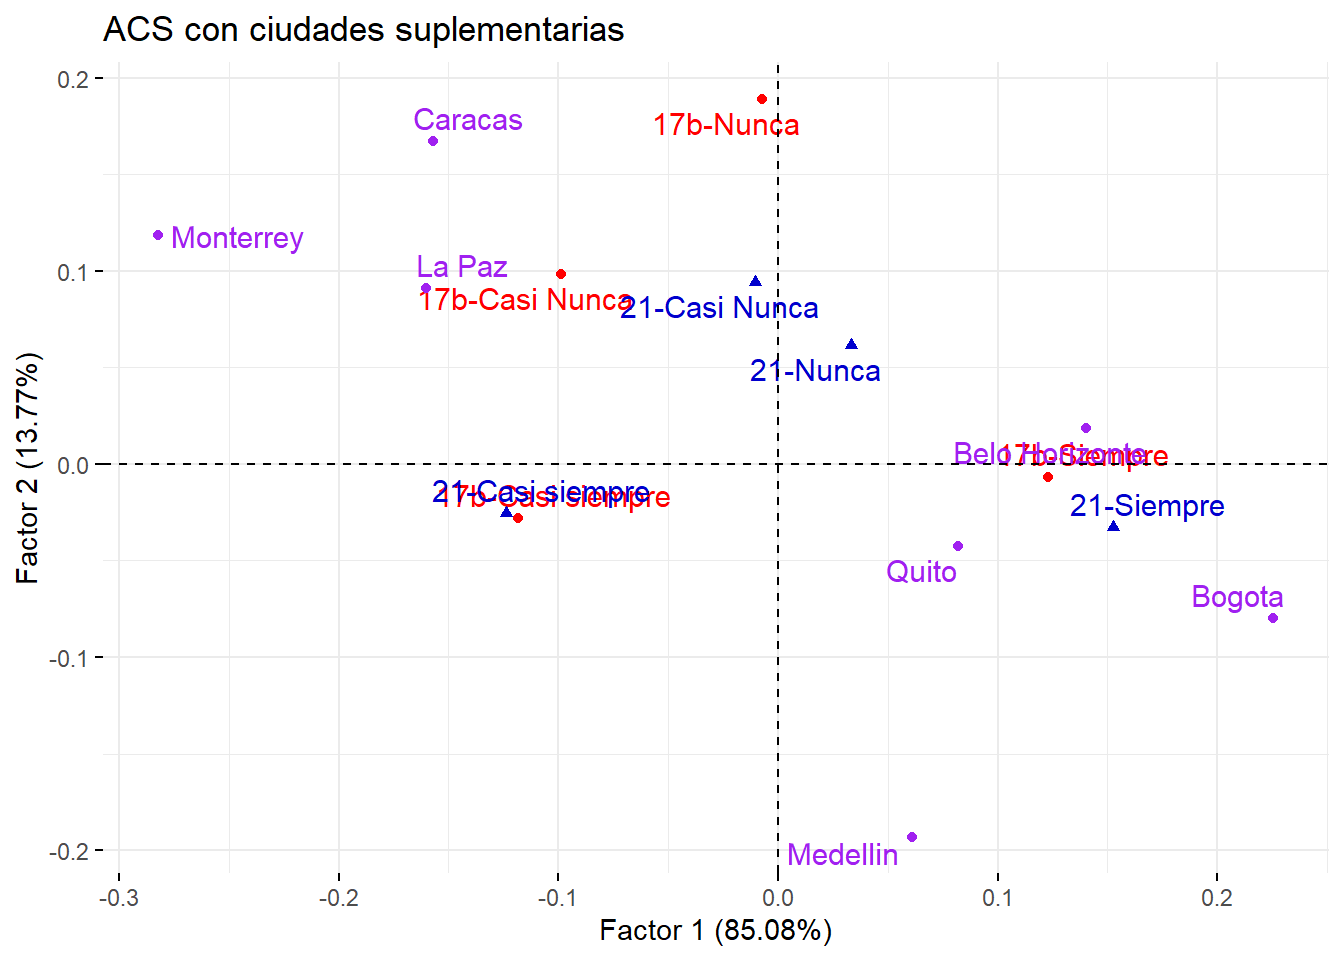 ACS con ciudades suplementarias
0.2
Caracas
17b-Nunca
Monterrey
La Paz
0.1
17b-Casi Nunca
21-Casi Nunca
21-Nunca
Belo Horizonte
17b-Siempre
0.0
21-Casi siempre
17b-Casi siempre
21-Siempre
Quito
Bogota
-0.1
Medellin
-0.2
-0.3
-0.2
-0.1
0.0
0.1
0.2
Factor 1 (85.08%)
Factor 2 (13.77%)